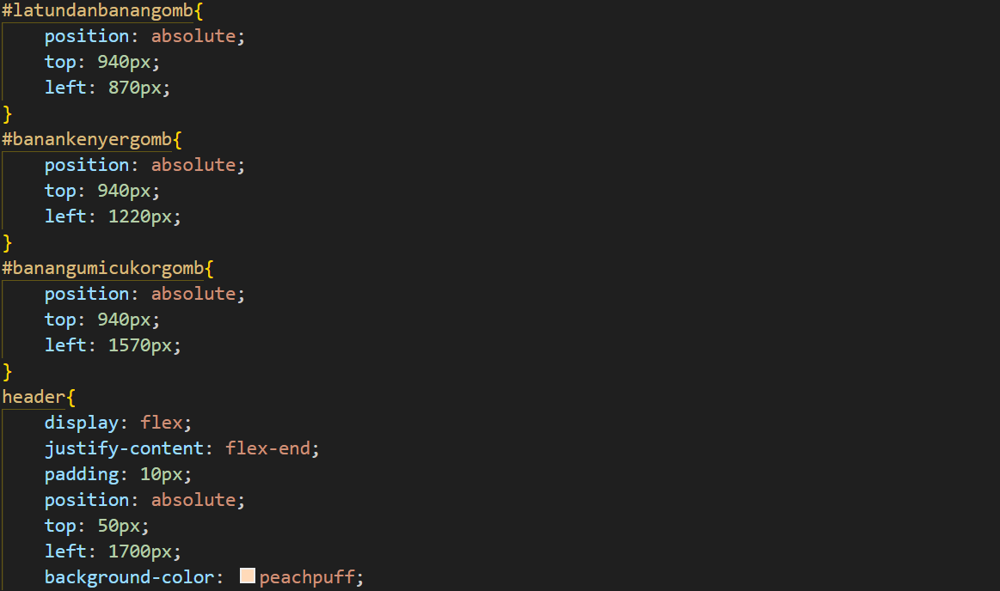 #latundanbanangomb{
    position: absolute;
    top: 940px;
    left: 870px;
}
#banankenyergomb{
    position: absolute;
    top: 940px;
    left: 1220px;
}
#banangumicukorgomb{
    position: absolute;
    top: 940px;
    left: 1570px;
}
header{
    display: flex;
    justify-content: flex-end;
    padding: 10px;
    position: absolute;
    top: 50px;
    left: 1700px;
    background-color: peachpuff;